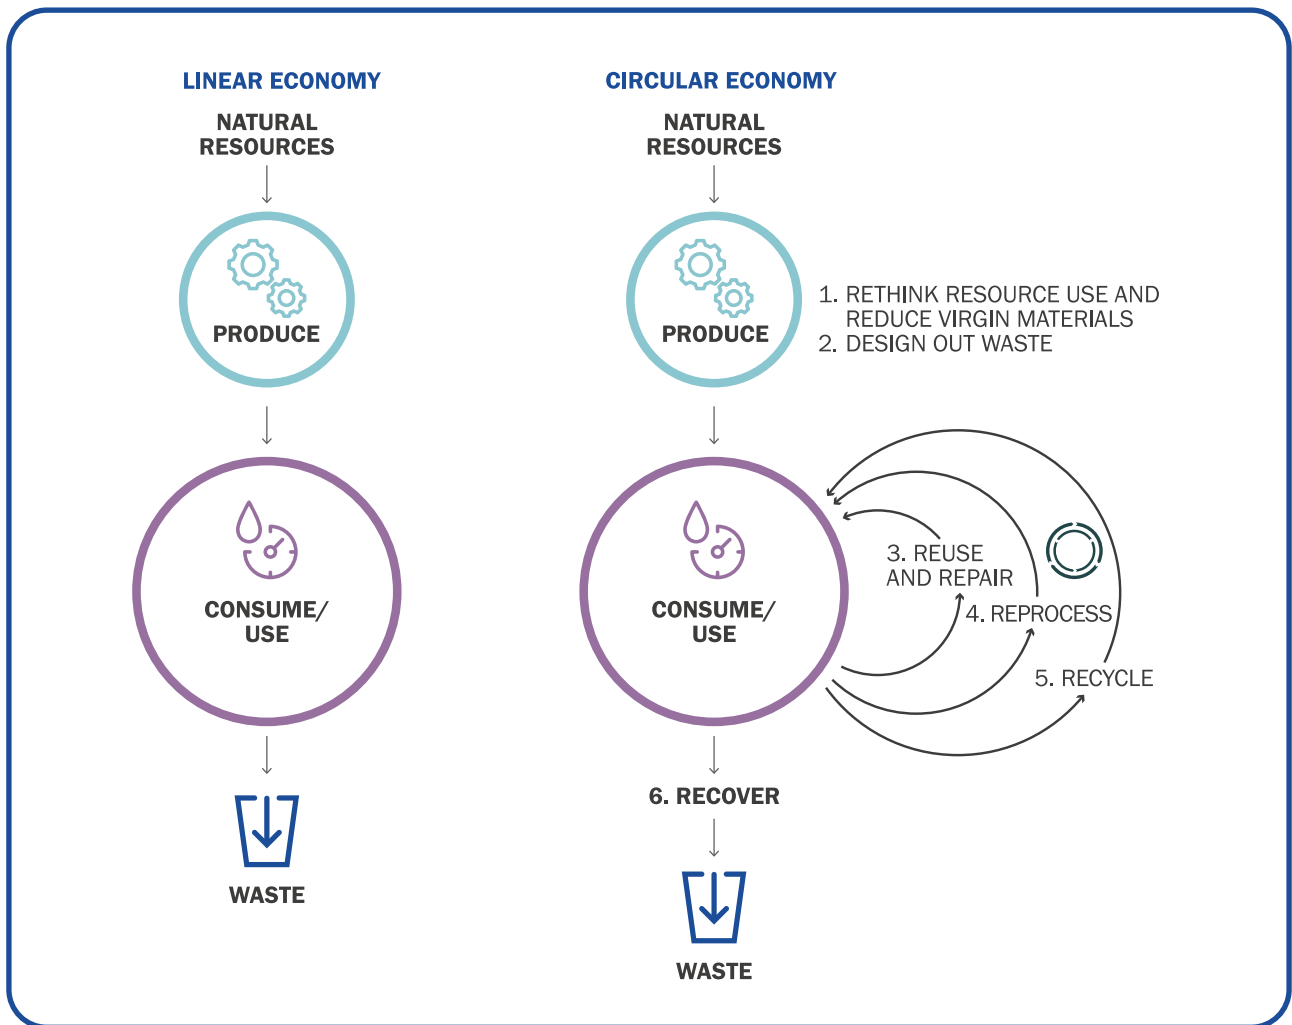 LINEAR ECONOMY
NATURAL
RESOURCES
PRODUCE
CONSUME/
USE
WASTE
CIRCULAR ECONOMY
NATURAL
RESOURCES
PRODUCE
1. RETHINK RESOURCE USE AND
REDUCE VIRGIN MATERIALS
2. DESIGN OUT WASTE
CONSUME/
USE
3. REUSE
AND REPAIR
4. REPROCESS
5. RECYCLE
6. RECOVER
WASTE